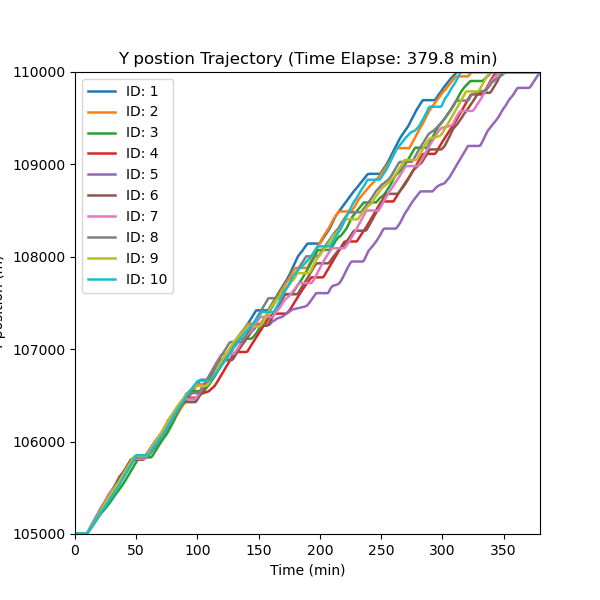 Y postion Trajectory (Time Elapse: 379.8 min)
110000
109000
108000
107000
106000
105000
ID: 1
ID: 2
ID: 3
ID: 4
ID: 5
ID: 6
ID: 7
ID: 8
ID: 9
ID: 10
0 50 100 150 200 250 300 350
Time (min)